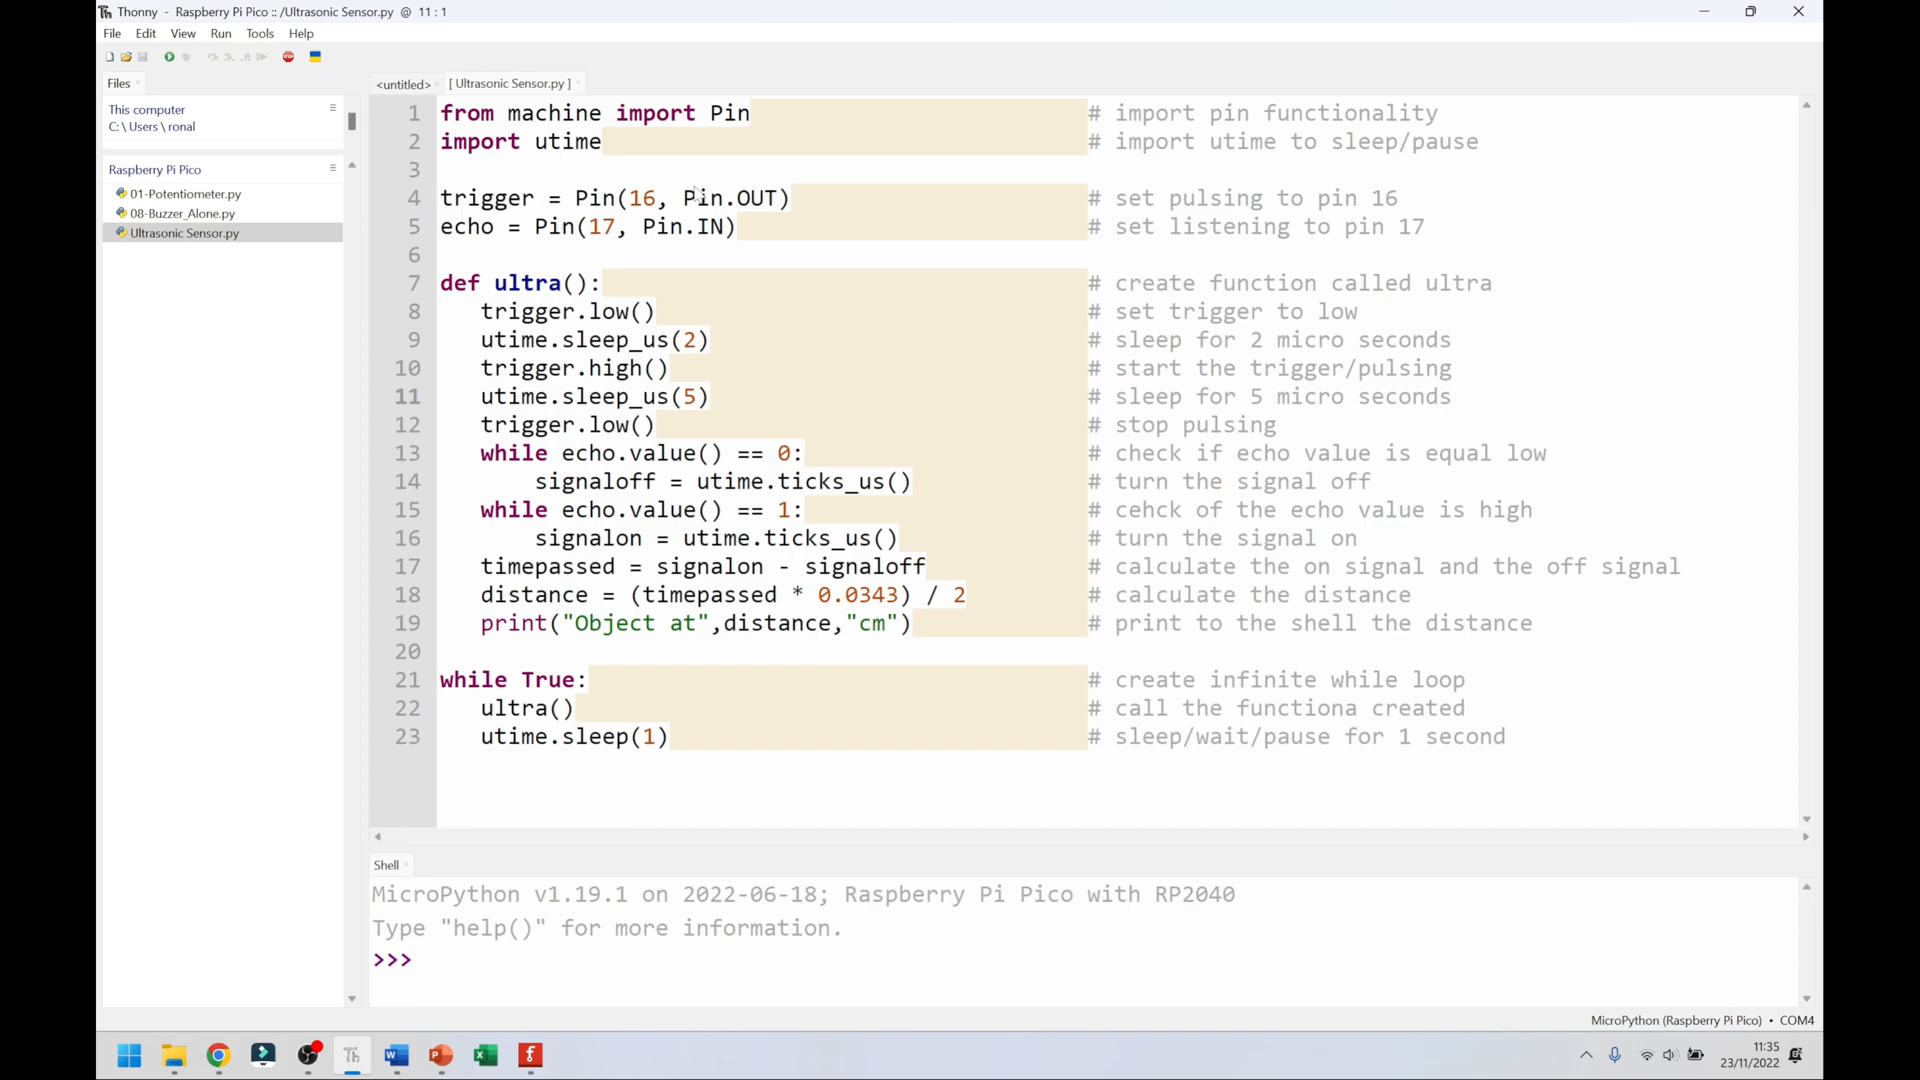 Thonny - Raspberry Pi Pico :: /Ultrasonic Sensor.py @ 11 : 1
File Edit View Run Tools Help
Files
This computer
C: \ Users \ ronal
Raspberry Pi Pico
01-Potentiometer.py
08-Buzzer_Alone.py
Ultrasonic Sensor.py
<untitled> [ Ultrasonic Sensor.py ]
1 from machine import Pin # import pin functionality
2 import utime # import utime to sleep/pause
3
4 trigger = Pin(16, Pin.OUT) # set pulsing to pin 16
5 echo = Pin(17, Pin.IN) # set listening to pin 17
6
7 def ultra(): # create function called ultra
8 trigger.low() # set trigger to low
9 utime.sleep_us(2) # sleep for 2 micro seconds
10 trigger.high() # start the trigger/pulsing
11 utime.sleep_us(5) # sleep for 5 micro seconds
12 trigger.low() # stop pulsing
13 while echo.value() == 0: # check if echo value is equal low
14 signaloff = utime.ticks_us() # turn the signal off
15 while echo.value() == 1: # cehck of the echo value is high
16 signalon = utime.ticks_us() # turn the signal on
17 timepassed = signalon - signaloff # calculate the on signal and the off signal
18 distance = (timepassed * 0.0343) / 2 # calculate the distance
19 print("Object at",distance,"cm") # print to the shell the distance
20
21 while True: # create infinite while loop
22 ultra() # call the functiona created
23 utime.sleep(1) # sleep/wait/pause for 1 second
Shell
MicroPython v1.19.1 on 2022-06-18; Raspberry Pi Pico with RP2040
Type "help()" for more information.
>>>
MicroPython (Raspberry Pi Pico) • COM4
11:35
23/11/2022